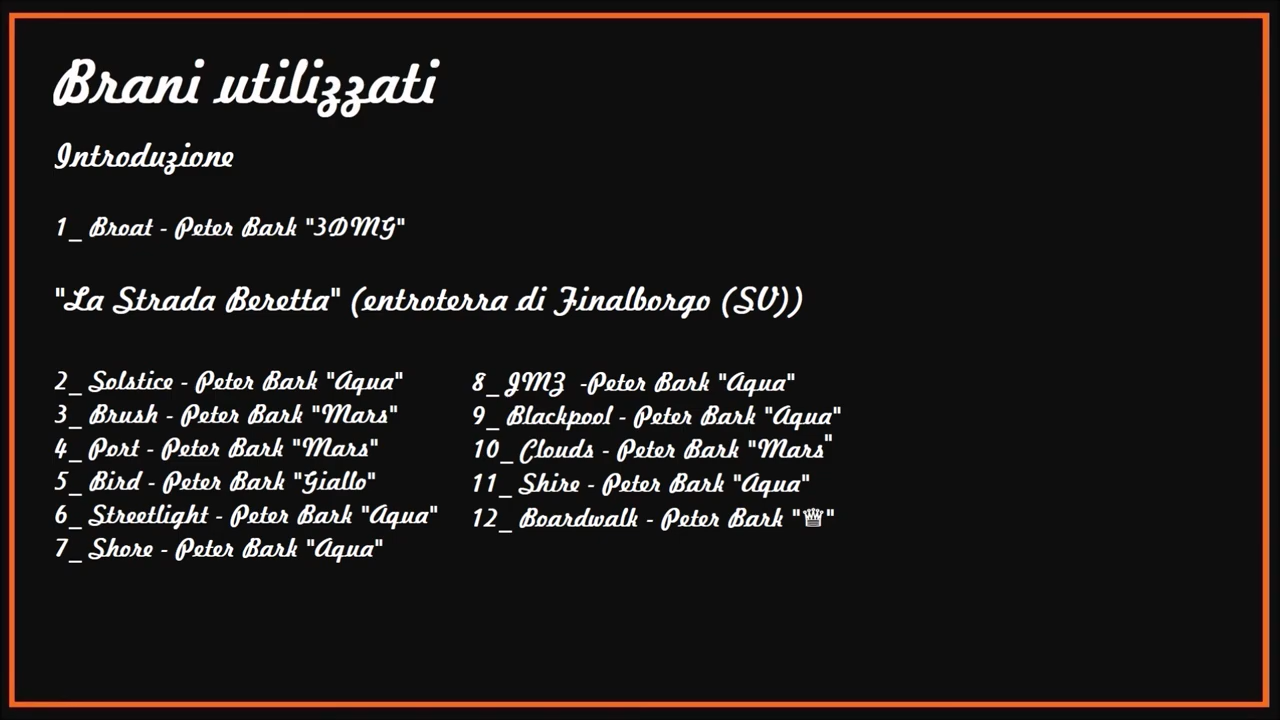 Brani utilizzati
Introduzione
1_ Broat - Peter Bark "3DMG"
"La Strada Beretta" (entroterra di Finalborgo (SV))
2_ Solstice - Peter Bark "Aqua"
3_ Brush - Peter Bark "Mars"
4_ Port - Peter Bark "Mars"
5_ Bird - Peter Bark "Giallo"
6_ Streetlight - Peter Bark "Aqua"
7_ Shore - Peter Bark "Aqua"
8_ JMZ -Peter Bark "Aqua"
9_ Blackpool - Peter Bark "Aqua"
10_ Clouds - Peter Bark "Mars"
11_ Shire - Peter Bark "Aqua"
12_ Boardwalk - Peter Bark "♕"